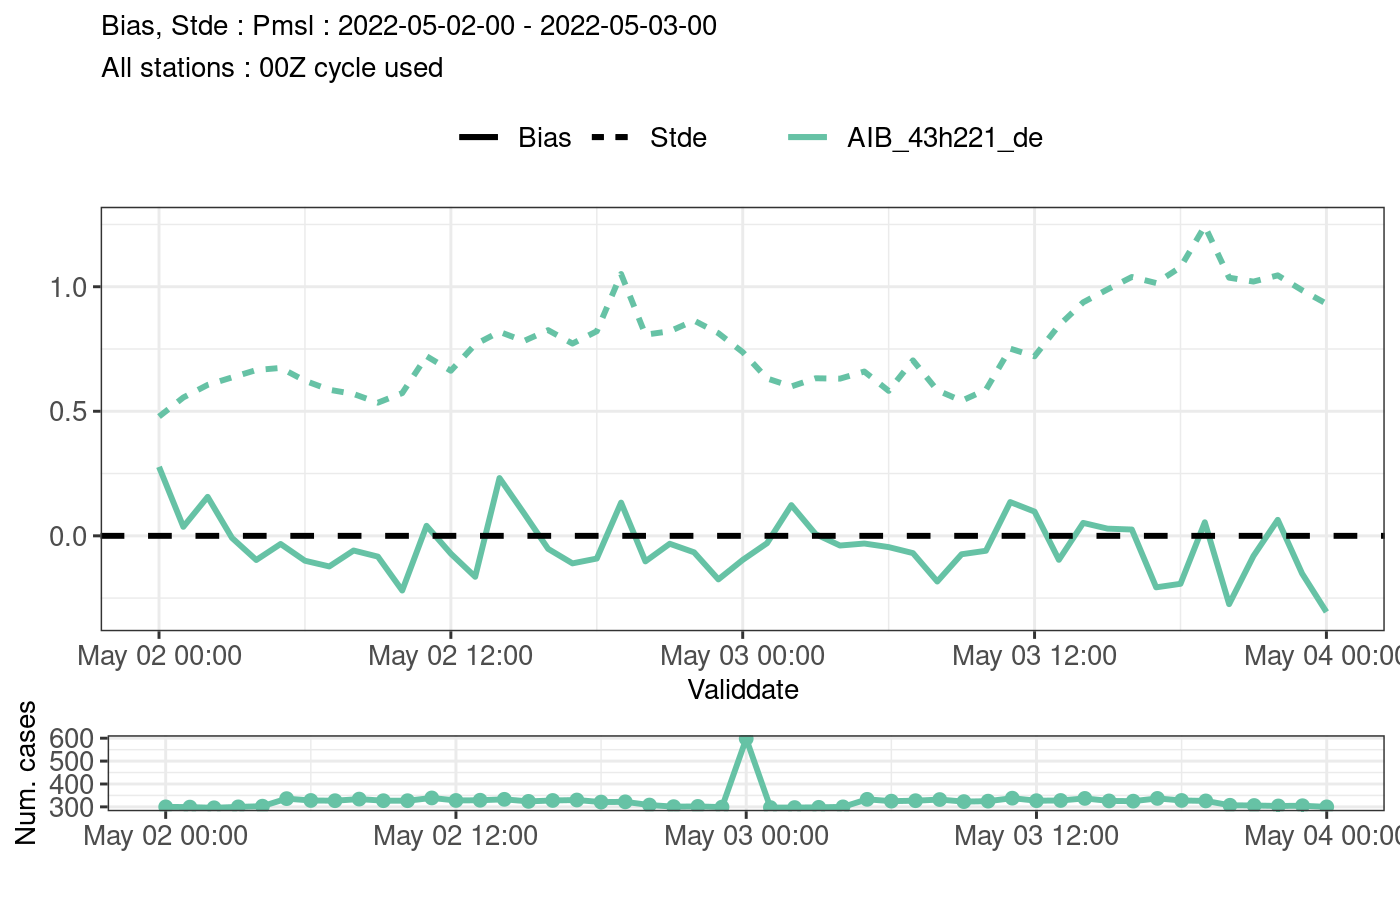 Bias, Stde : Pmsl : 2022-05-02-00 - 2022-05-03-00
All stations : 00Z cycle used
Bias Stde AIB_43h221_de
1.0
0.5
0.0
May 02 00:00 May 02 12:00 May 03 00:00 May 03 12:00 May 04 00:0
Validdate
Num. cases
600
500
400
300
May 02 00:00 May 02 12:00 May 03 00:00 May 03 12:00 May 04 00:0